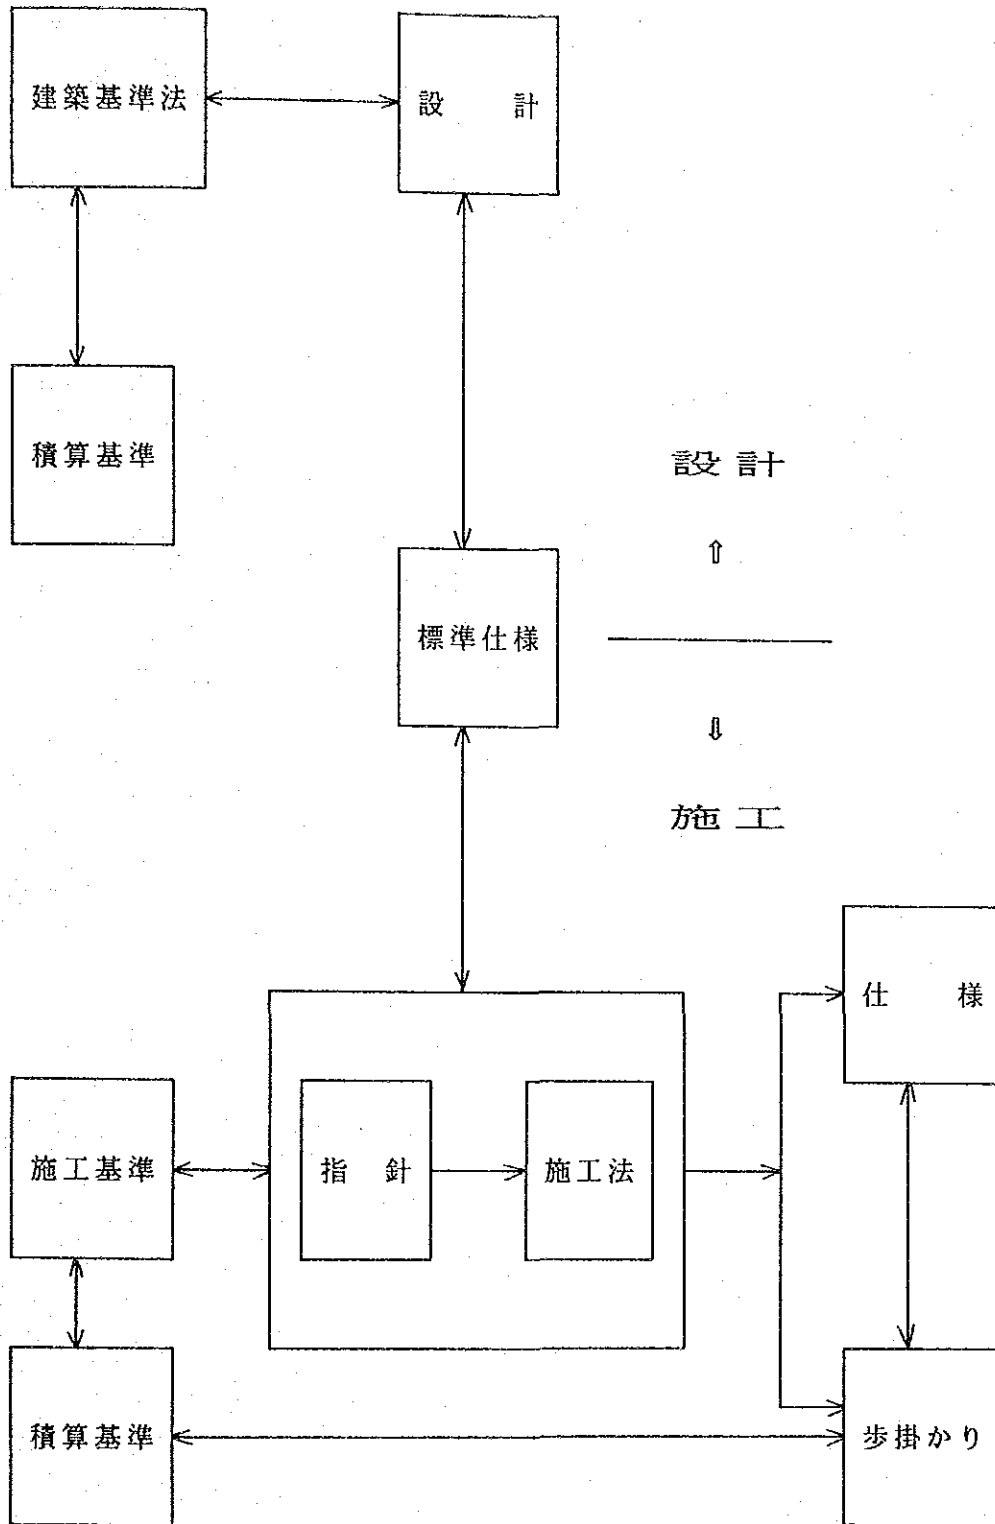 建築基準法
設計
積算基準
設計
⇧
標準仕様
⇩
施工
仕様
施工基準
指針
施工法
積算基準
歩掛かり